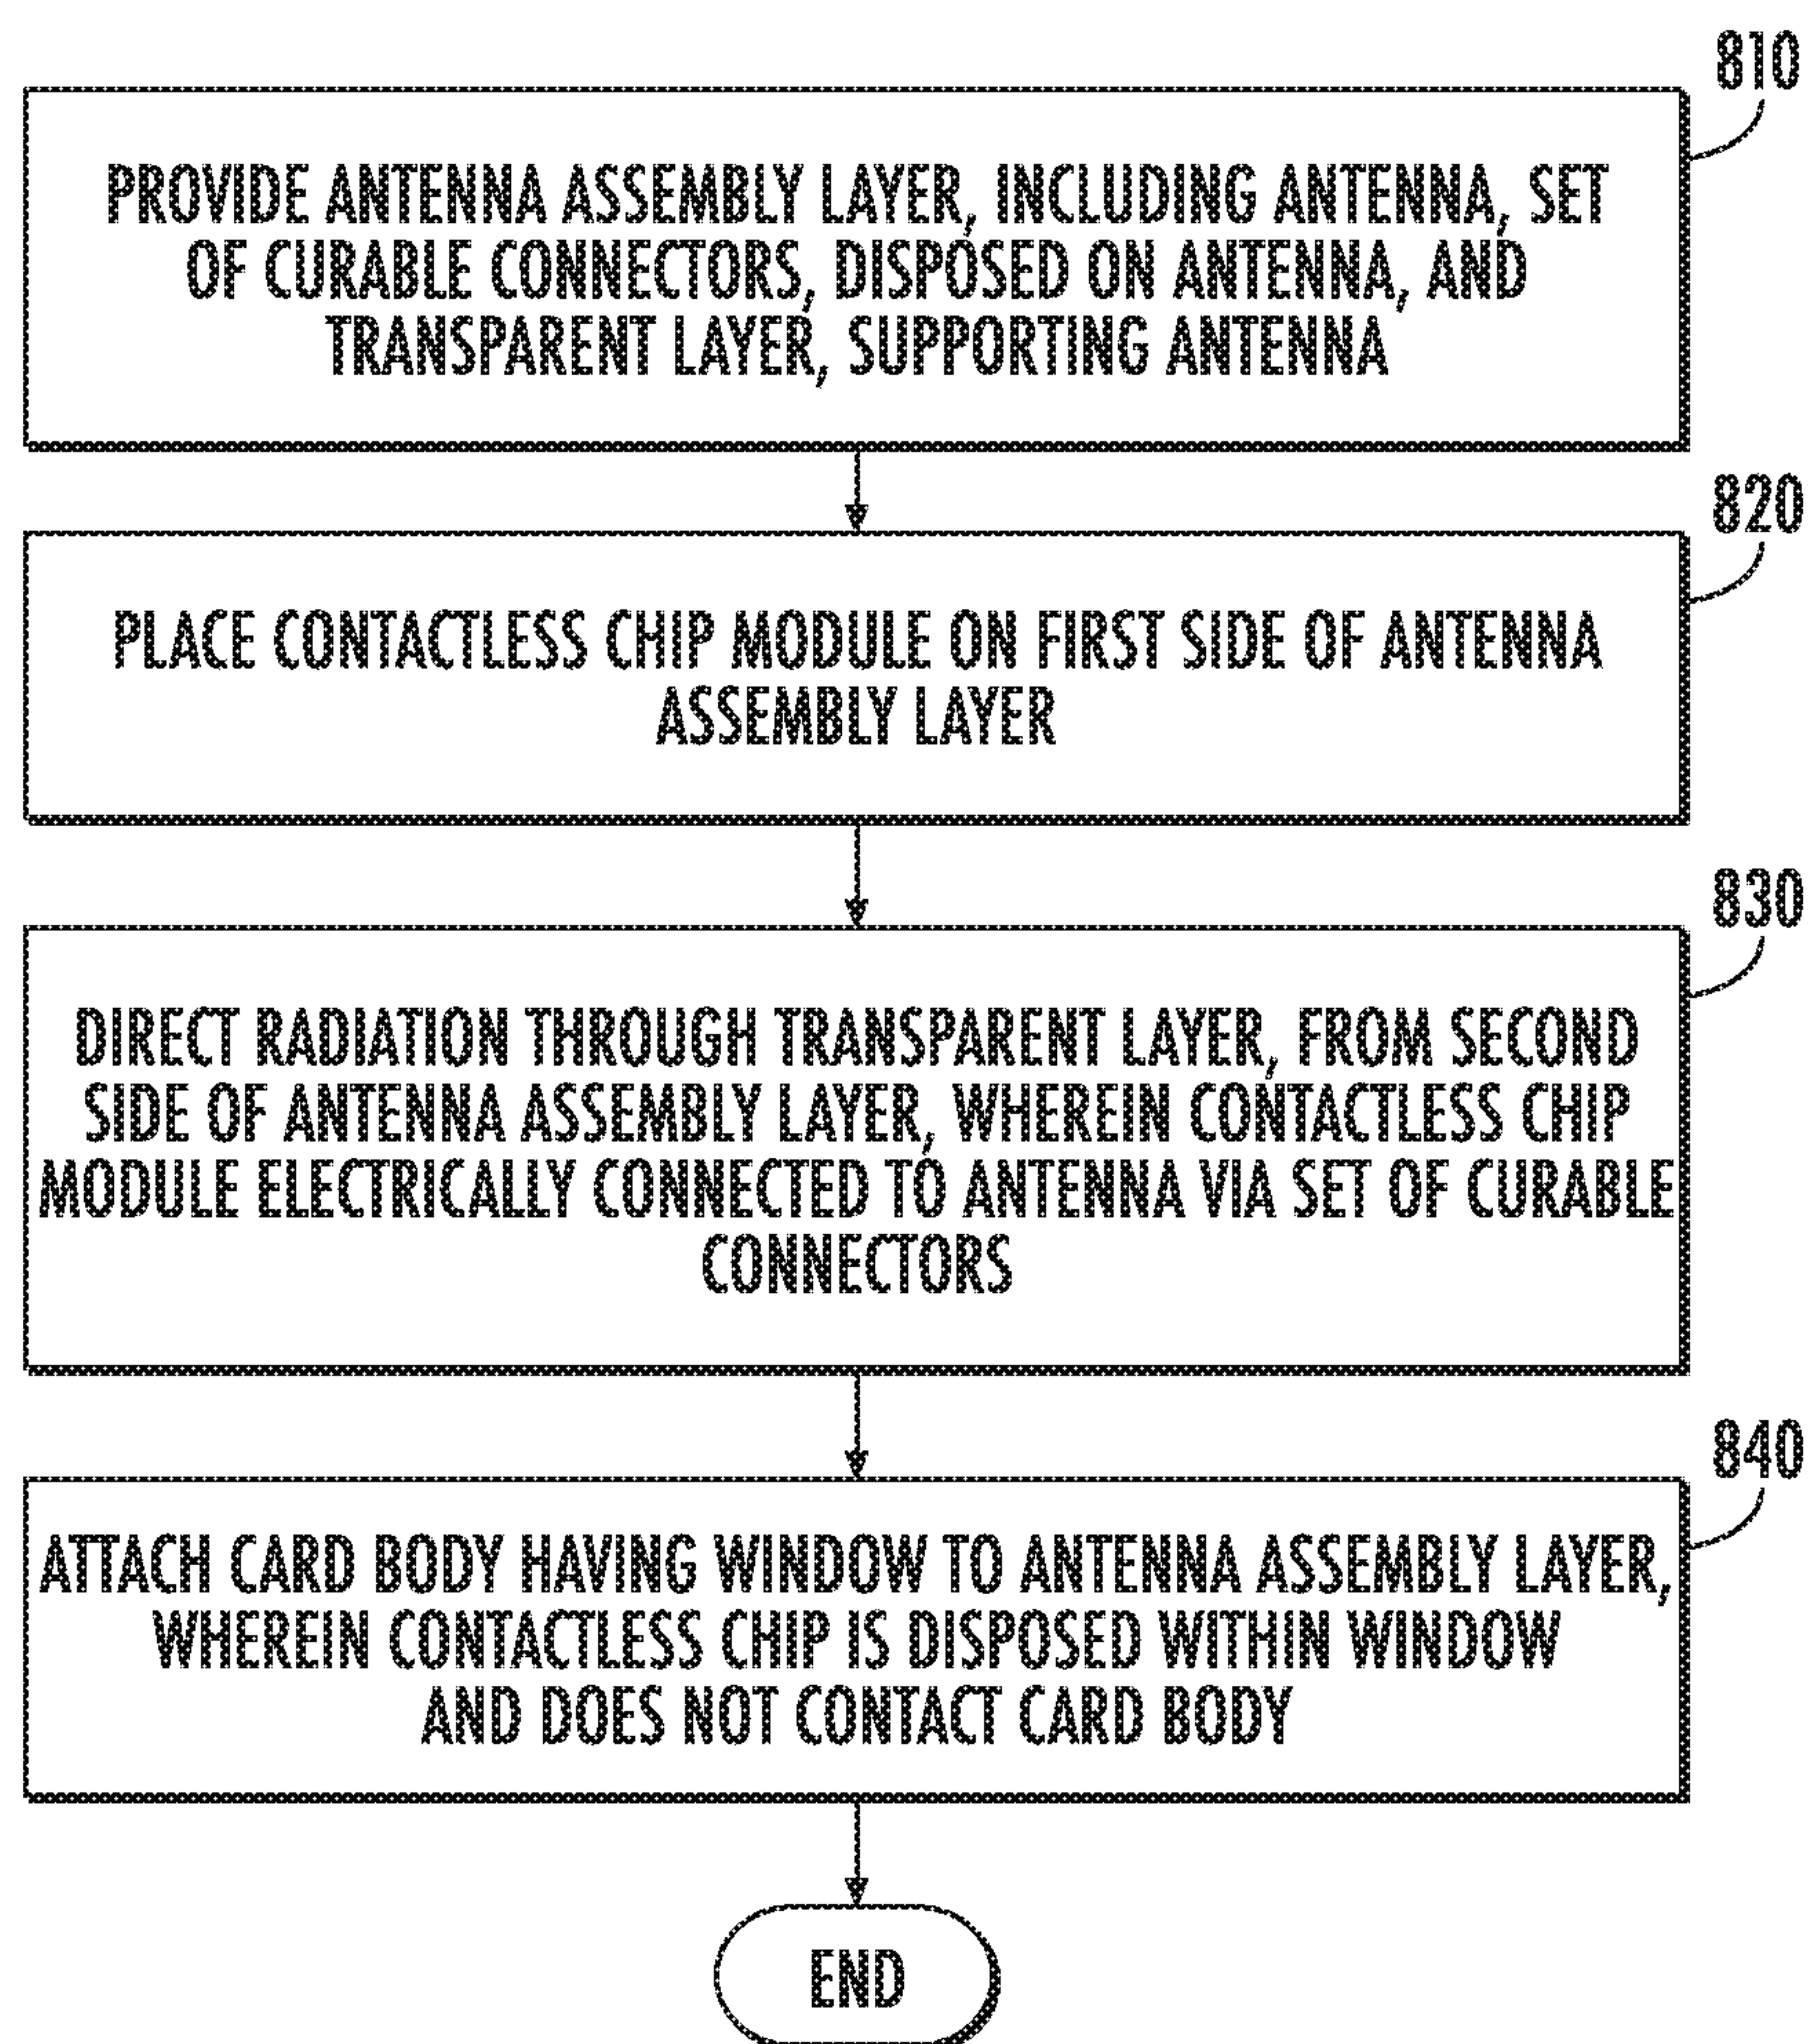 810
PROVIDE ANTENNA ASSEMBLY LAYER, INCLUDING ANTENNA, SET
OF CURABLE CONNECTORS, DISPOSED ON ANTENNA, AND
TRANSPARENT LAYER, SUPPORTING ANTENNA
820
PLACE CONTACTLESS CHIP MODULE ON FIRST SIDE OF ANTENNA
ASSEMBLY LAYER
830
DIRECT RADIATION THROUGH TRANSPARENT LAYER, FROM SECOND
SIDE OF ANTENNA ASSEMBLY LAYER, WHEREIN CONTACTLESS CHIP
MODULE ELECTRICALLY CONNECTED TO ANTENNA VIA SET OF CURABLE
CONNECTORS
840
ATTACH CARD BODY HAVING WINDOW TO ANTENNA ASSEMBLY LAYER,
WHEREIN CONTACTLESS CHIP IS DISPOSED WITHIN WINDOW
AND DOES NOT CONTACT CARD BODY
END